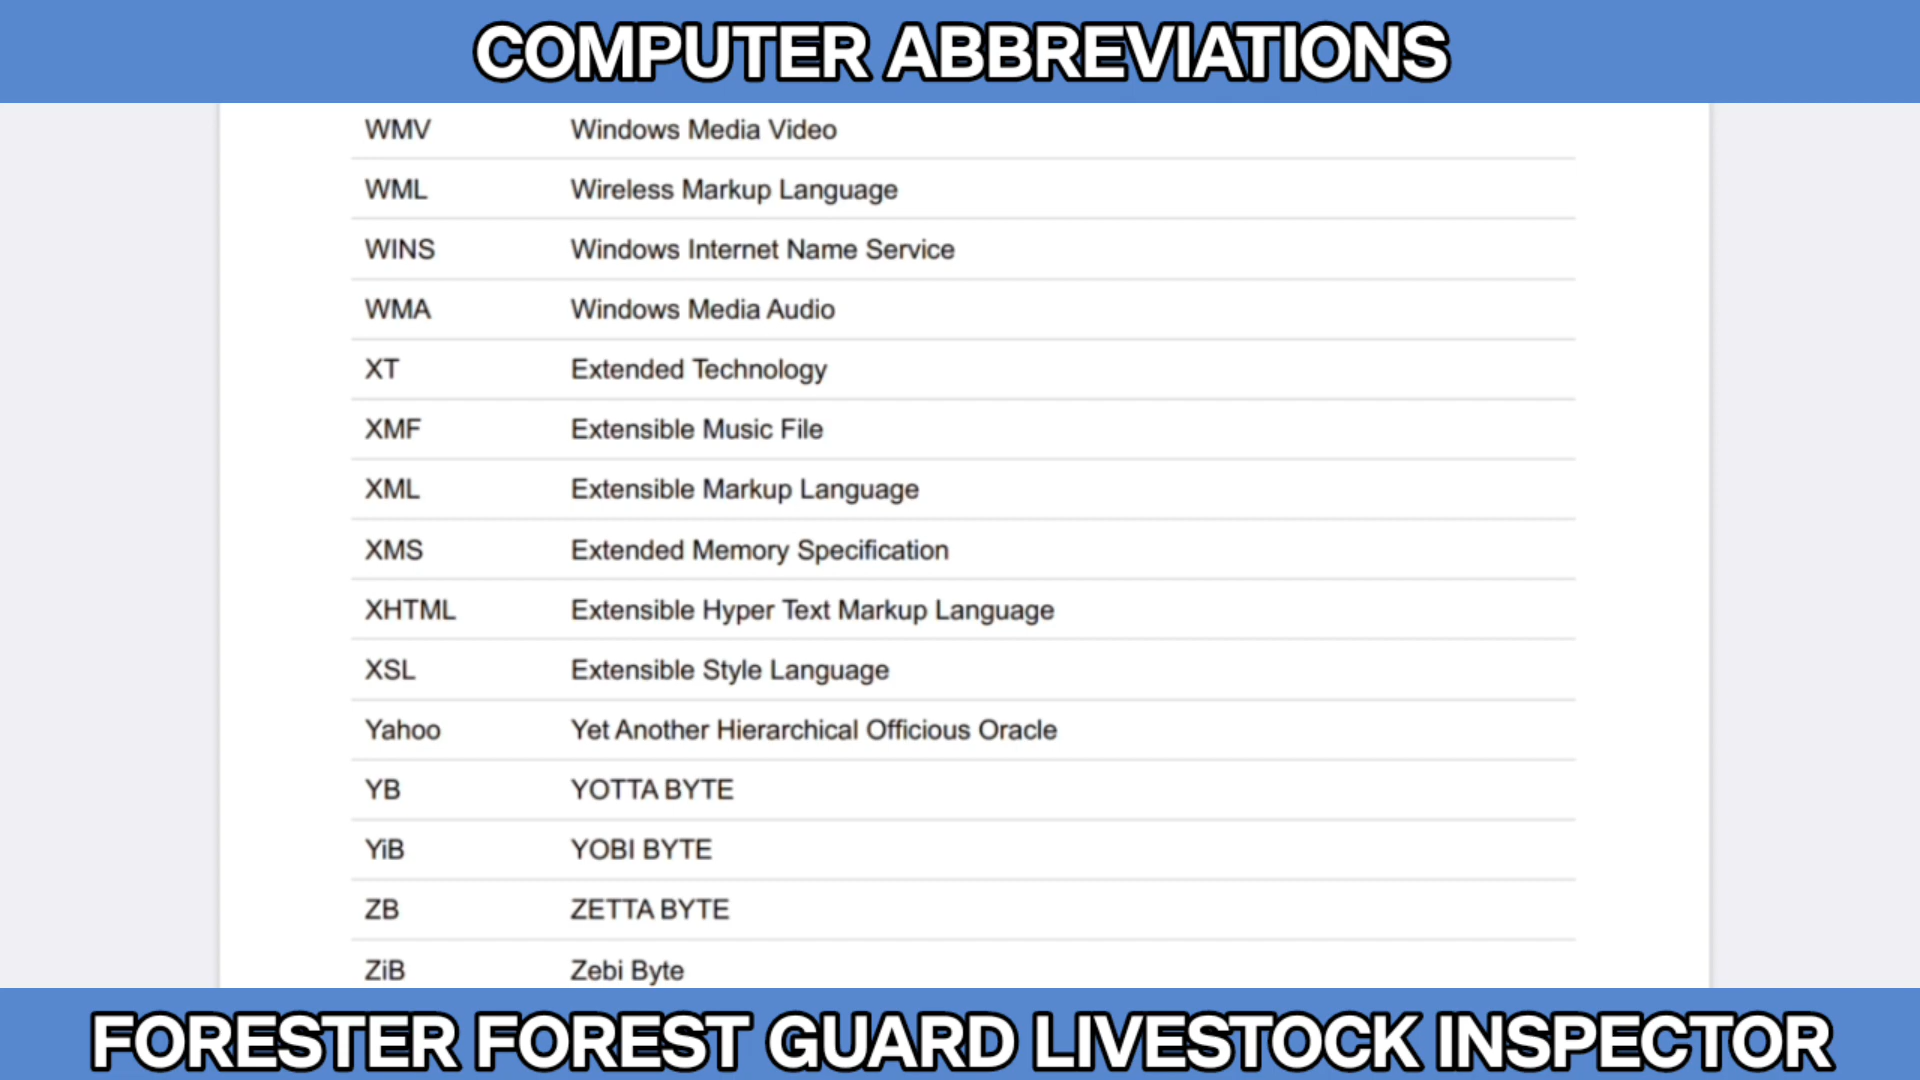 COMPUTER ABBREVIATIONS
WMV Windows Media Video
WML Wireless Markup Language
WINS Windows Internet Name Service
WMA Windows Media Audio
XT Extended Technology
XMF Extensible Music File
XML Extensible Markup Language
XMS Extended Memory Specification
XHTML Extensible Hyper Text Markup Language
XSL Extensible Style Language
Yahoo Yet Another Hierarchical Officious Oracle
YB YOTTA BYTE
YiB YOBI BYTE
ZB ZETTA BYTE
ZiB Zebi Byte
FORESTER FOREST GUARD LIVESTOCK INSPECTOR